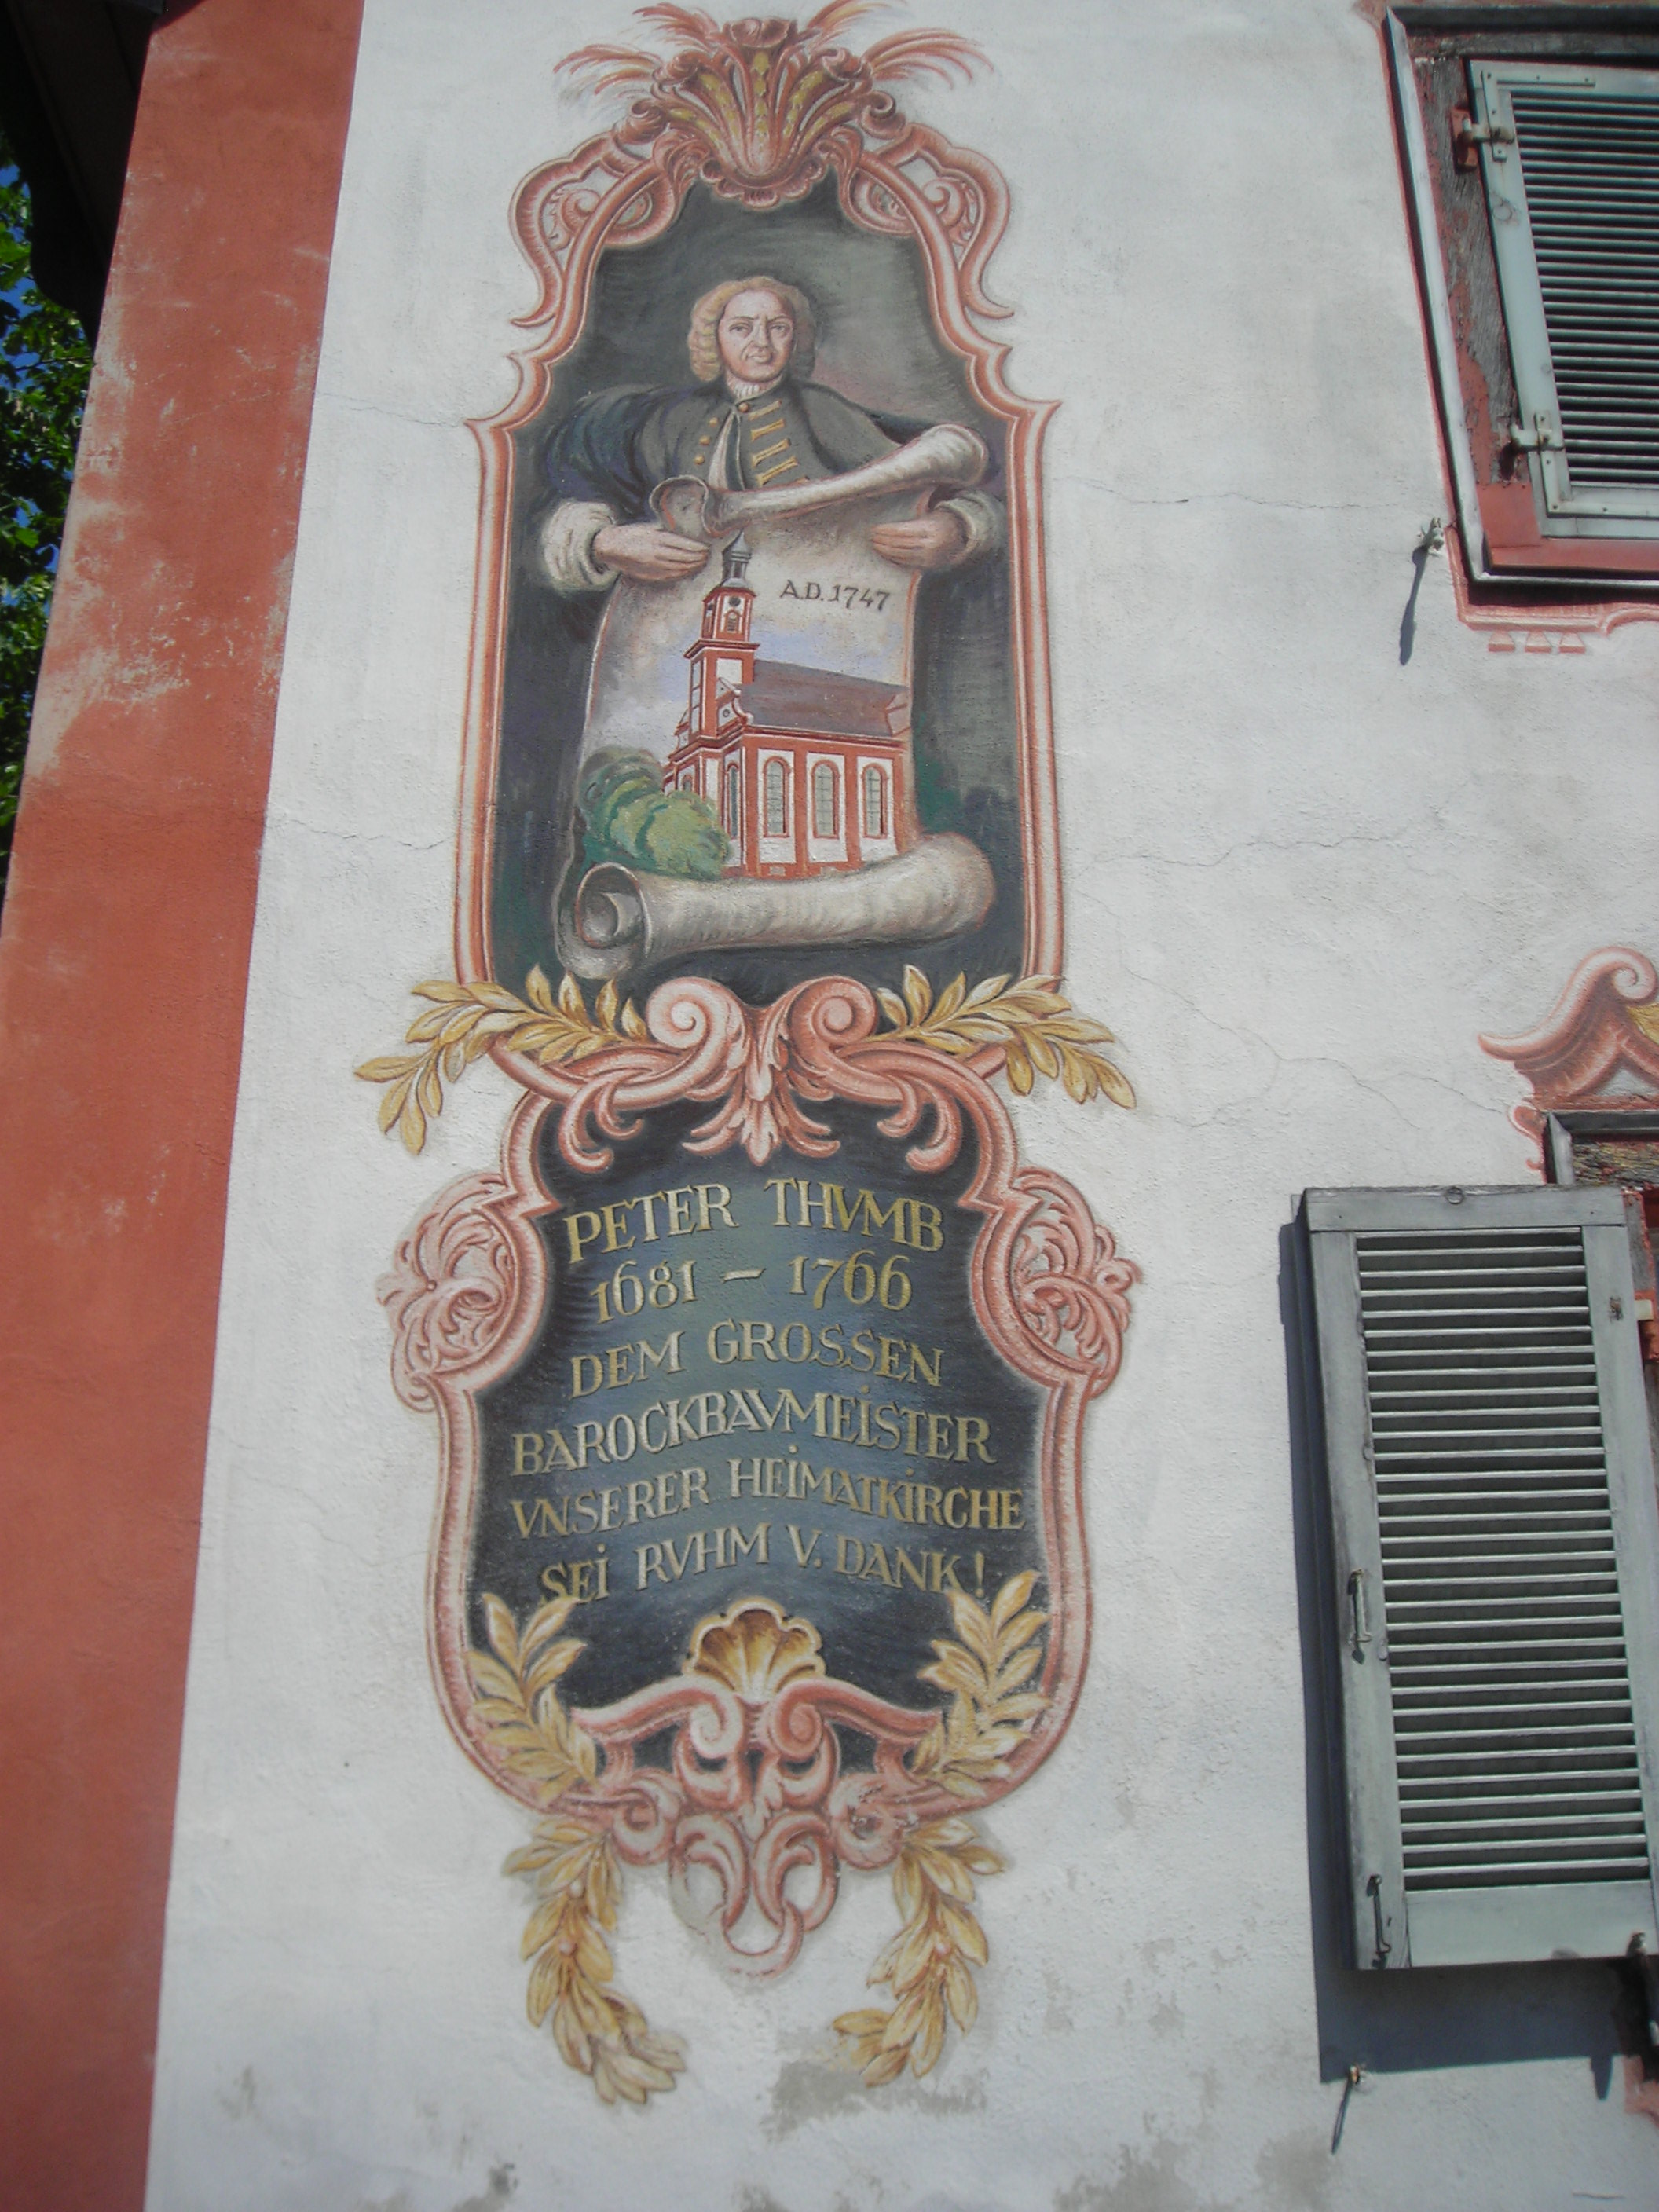 A.D. 1747
PETER THVMB
1681 – 1766
DEM GROSSEN
BAROCKBAVMEiSTER
VNSERER HEiMATKiRCHE
SEi RVHM V. DANK!